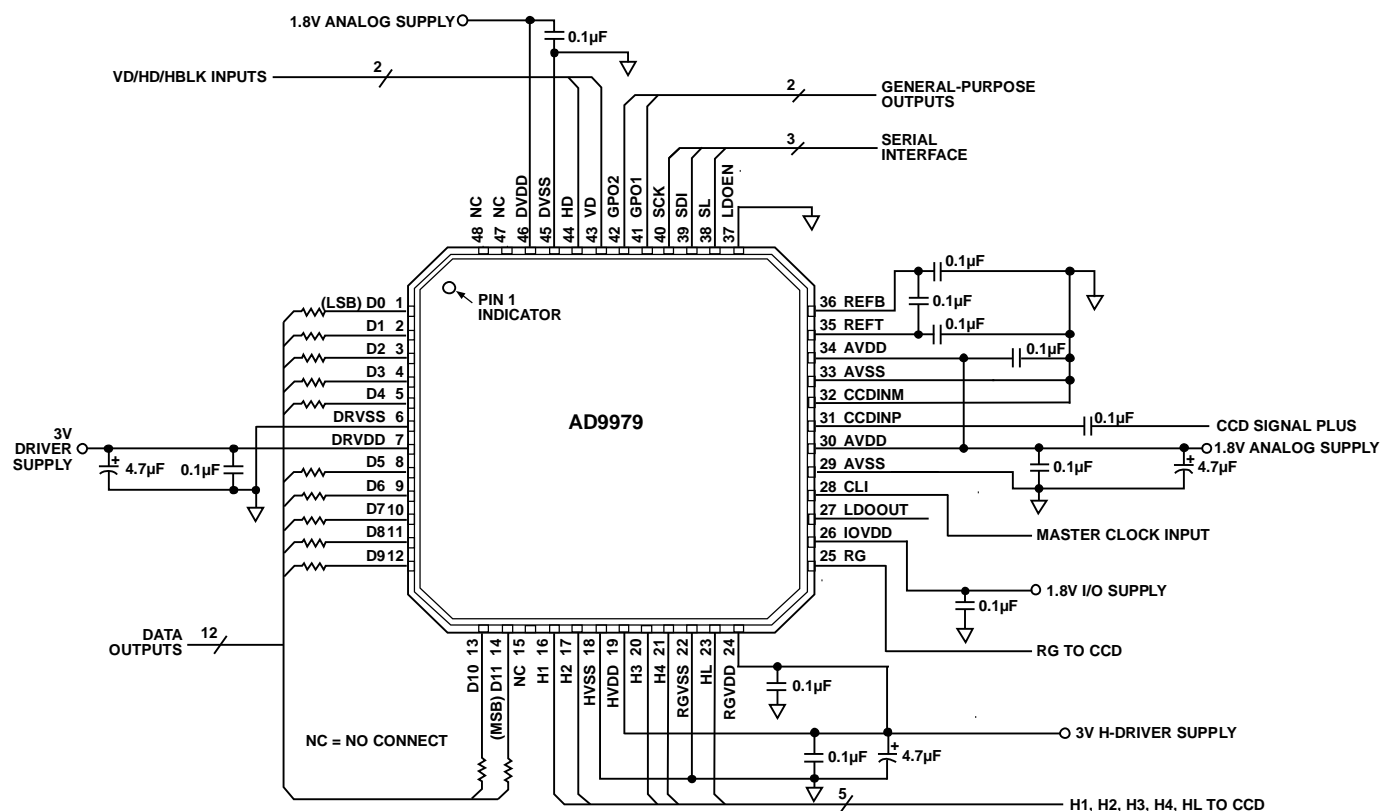 1.8V ANALOG SUPPLY
0.1µF
VD/HD/HBLK INPUTS
2
2
GENERAL-PURPOSE
OUTPUTS
3
SERIAL
INTERFACE
48 NC
47 NC
46 DVDD
45 DVSS
44 HD
43 VD
42 GPO2
41 GPO1
40 SCK
39 SDI
38 SL
37 LDOEN
PIN 1
INDICATOR
AD9979
(LSB) D0 1
D1 2
D2 3
D3 4
D4 5
DRVSS 6
DRVDD 7
D5 8
D6 9
D7 10
D8 11
D9 12
3V
DRIVER
SUPPLY
4.7µF
0.1µF
36 REFB
35 REFT
34 AVDD
33 AVSS
32 CCDINM
31 CCDINP
30 AVDD
29 AVSS
28 CLI
27 LDOOUT
26 IOVDD
25 RG
0.1µF
0.1µF
0.1µF
0.1µF
0.1µF
CCD SIGNAL PLUS
1.8V ANALOG SUPPLY
0.1µF
4.7µF
MASTER CLOCK INPUT
1.8V I/O SUPPLY
0.1µF
RG TO CCD
DATA
OUTPUTS
12
D10 13
(MSB) D11 14
NC 15
H1 16
H2 17
HVSS 18
HVDD 19
H3 20
H4 21
RGVSS 22
HL 23
RGVDD 24
0.1µF
NC = NO CONNECT
3V H-DRIVER SUPPLY
0.1µF
4.7µF
5
H1, H2, H3, H4, HL TO CCD